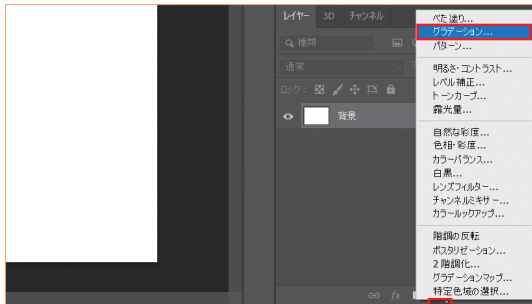 レイヤー 3D チャンネル
種類
通常
ロック:
背景
fx
べた塗り...
グラデーション...
パターン...
明るさ・コントラスト...
レベル補正...
トーンカーブ...
露光量...
自然な彩度...
色相・彩度...
カラーバランス...
白黒...
レンズフィルター...
チャンネルミキサー...
カラールックアップ...
階調の反転
ポスタリゼーション...
2 階調化...
グラデーションマップ...
特定色域の選択...